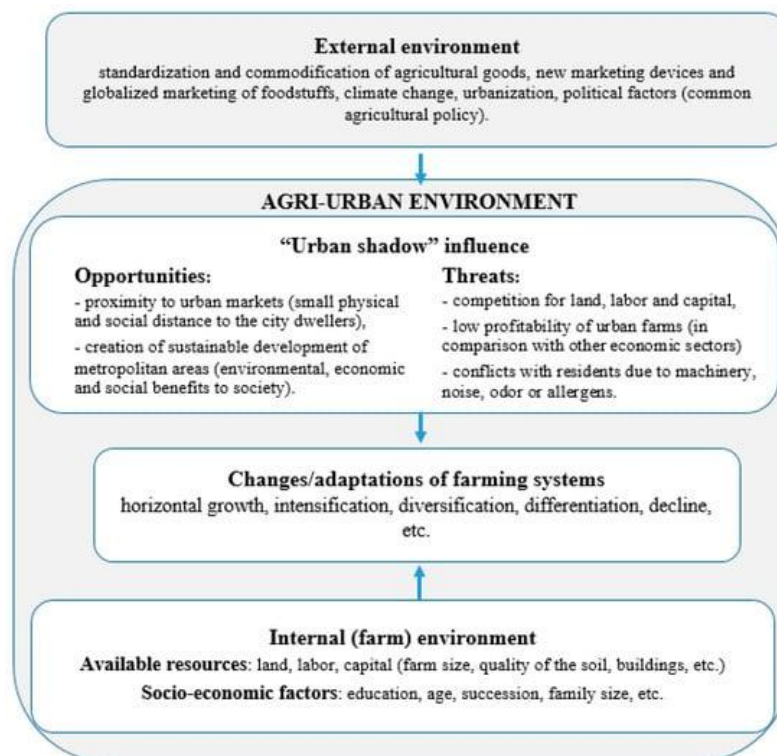 External environment
standardization and commodification of agricultural goods, new marketing devices and
globalized marketing of foodstuffs, climate change, urbanization, political factors (common
agricultural policy).
AGRI-URBAN ENVIRONMENT
“Urban shadow” influence
Opportunities:
- proximity to urban markets (small physical
and social distance to the city dwellers),
- creation of sustainable development of
metropolitan areas (environmental, economic
and social benefits to society).
Threats:
- competition for land, labor and capital,
- low profitability of urban farms (in
comparison with other economic sectors)
- conflicts with residents due to machinery,
noise, odor or allergens.
Changes/adaptations of farming systems
horizontal growth, intensification, diversification, differentiation, decline,
etc.
Internal (farm) environment
Available resources: land, labor, capital (farm size, quality of the soil, buildings, etc.)
Socio-economic factors: education, age, succession, family size, etc.